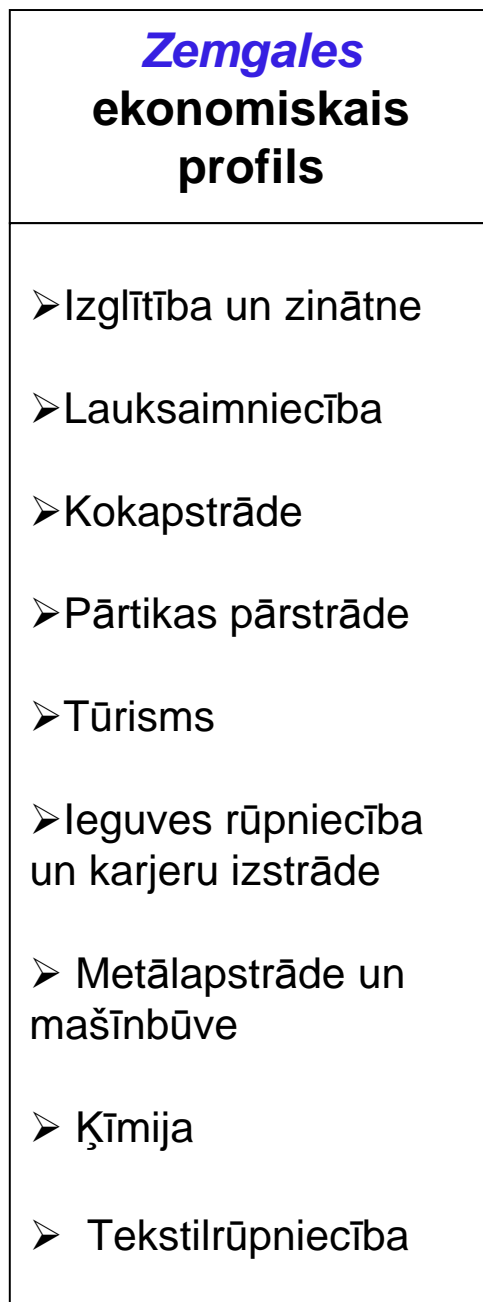 Zemgales
ekonomiskais
profils
➢Izglītība un zinātne
➢Lauksaimniecība
➢Kokapstrāde
➢Pārtikas pārstrāde
➢Tūrisms
➢Ieguves rūpniecība
un karjeru izstrāde
➢ Metālapstrāde un
mašīnbūve
➢ Ķīmija
➢ Tekstilrūpniecība